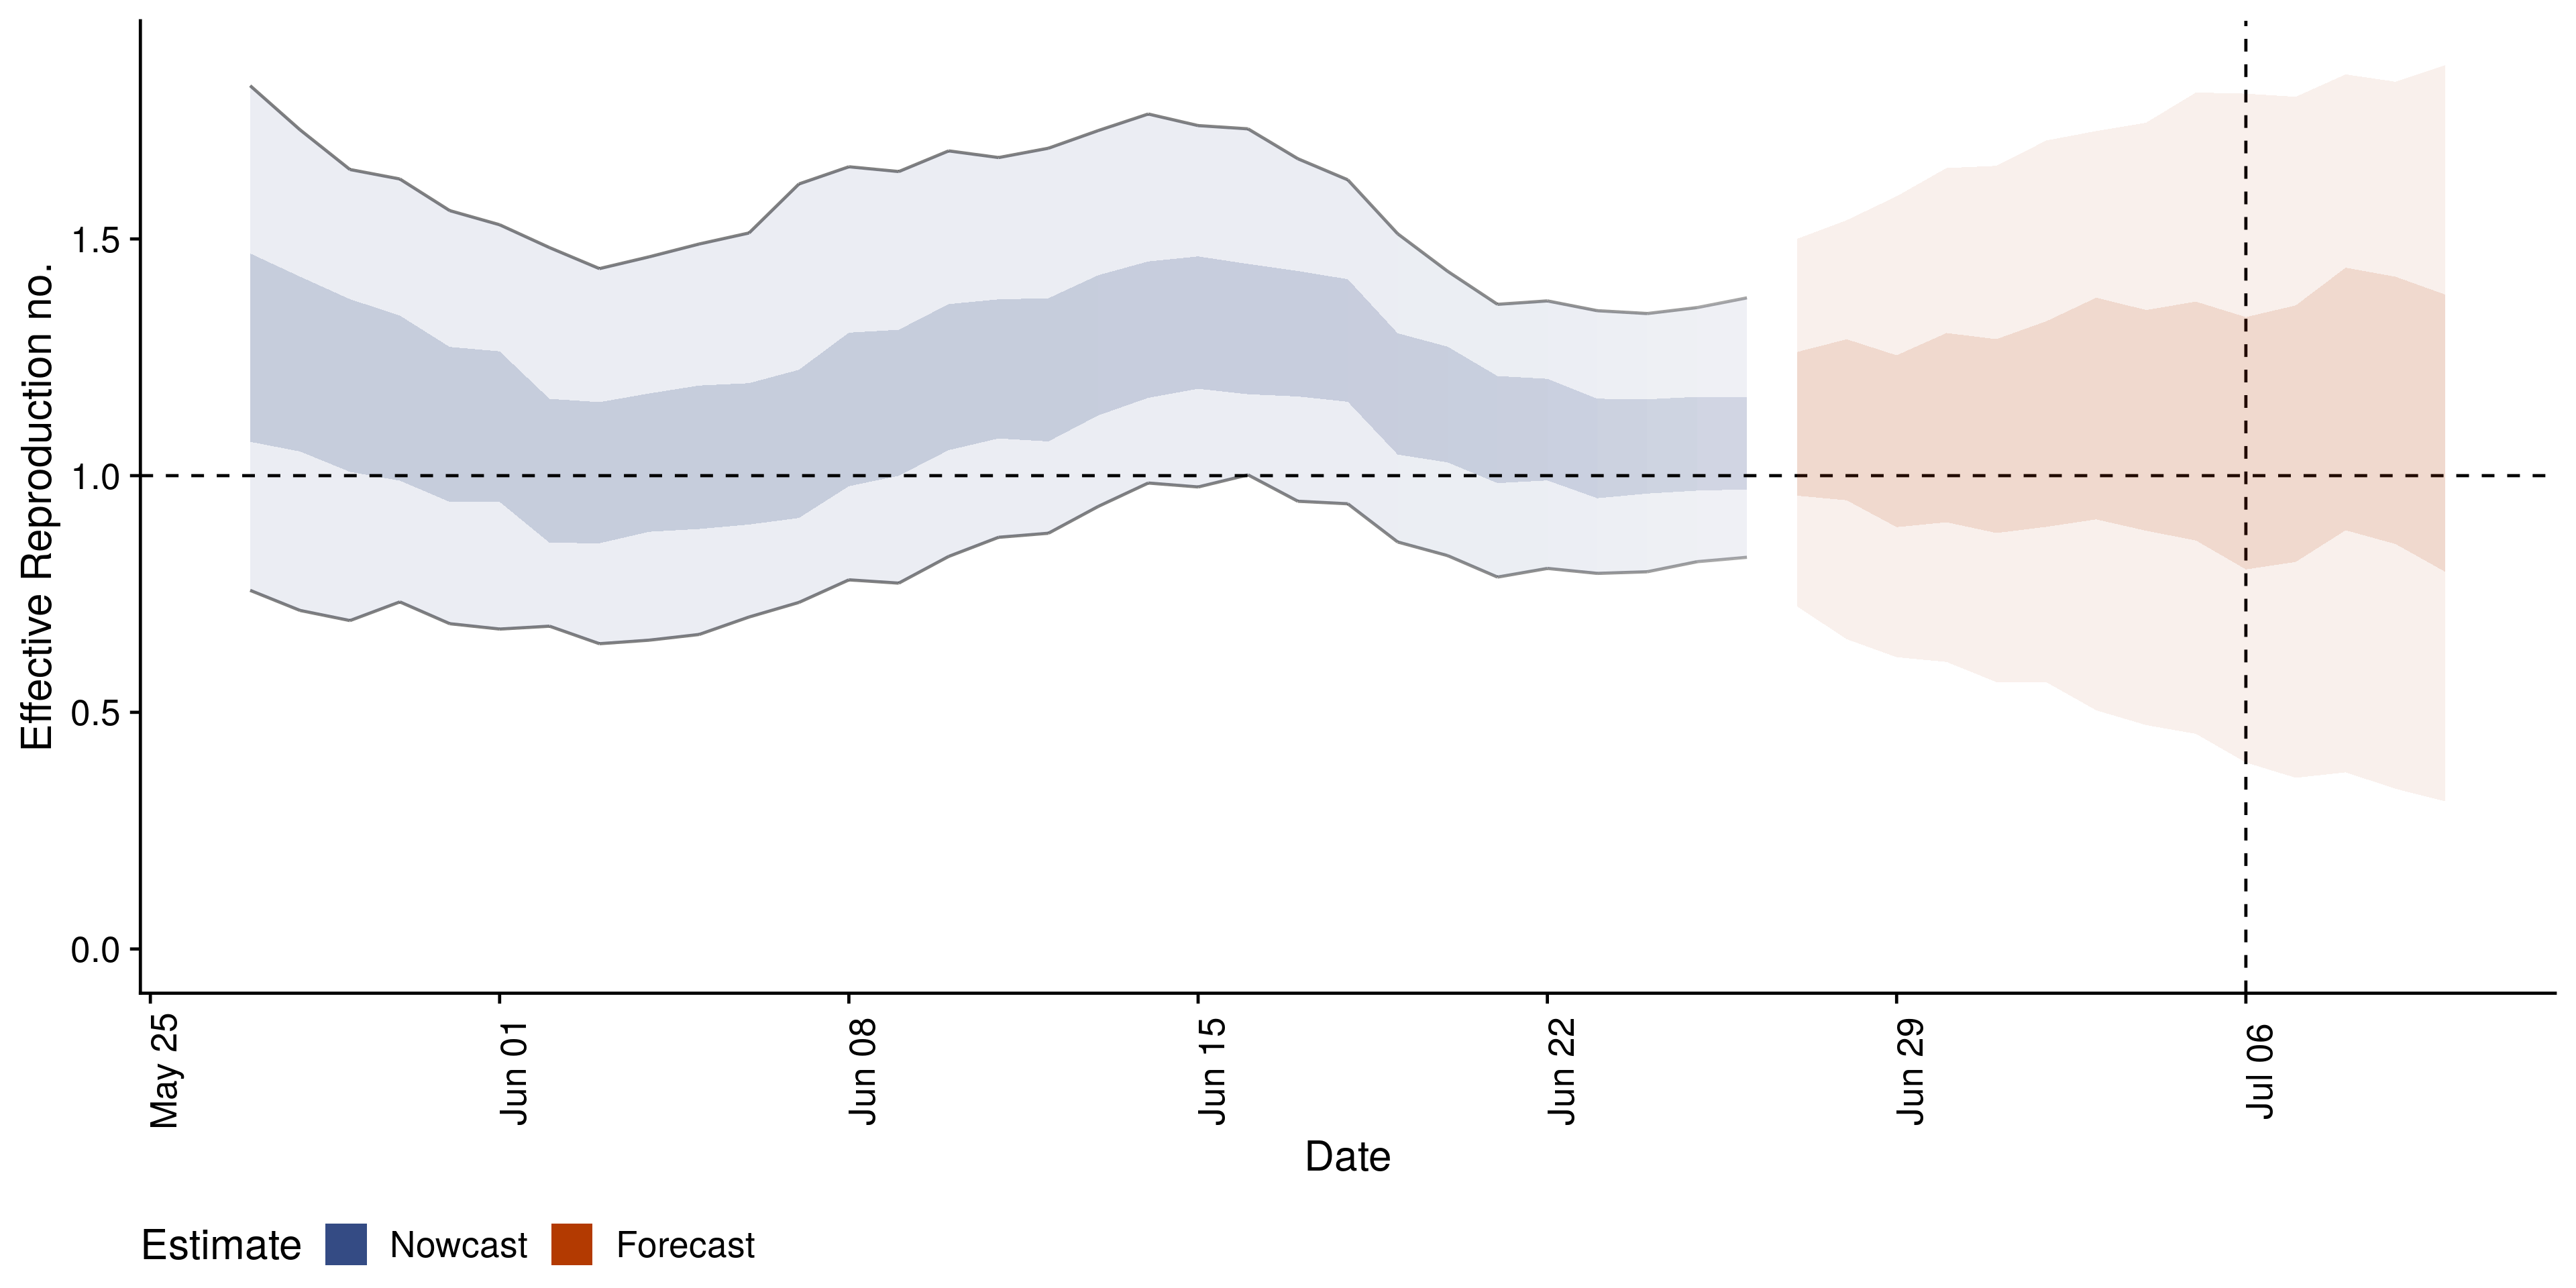 Effective Reproduction no.
1.5
1.0
0.5
0.0
May 25
Jun 01
Jun 08
Jun 15
Jun 22
Jun 29
Jul 06
Date
Estimate Nowcast Forecast